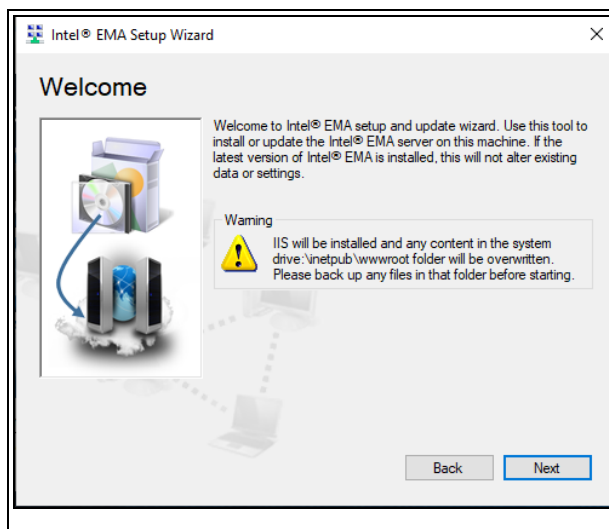 Intel® EMA Setup Wizard
Welcome
Welcome to Intel® EMA setup and update wizard. Use this tool to
install or update the Intel® EMA server on this machine. If the
latest version of Intel® EMA is installed, this will not alter existing
data or settings.
Warning
IIS will be installed and any content in the system
drive:\inetpub\wwwroot folder will be overwritten.
Please back up any files in that folder before starting.
Back
Next